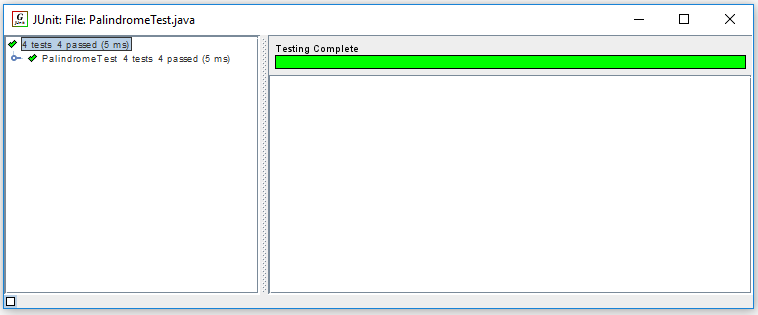 JUnit: File: PalindromeTest.java
4 tests 4 passed (5 ms)
PalindromeTest 4 tests 4 passed (5 ms)
Testing Complete